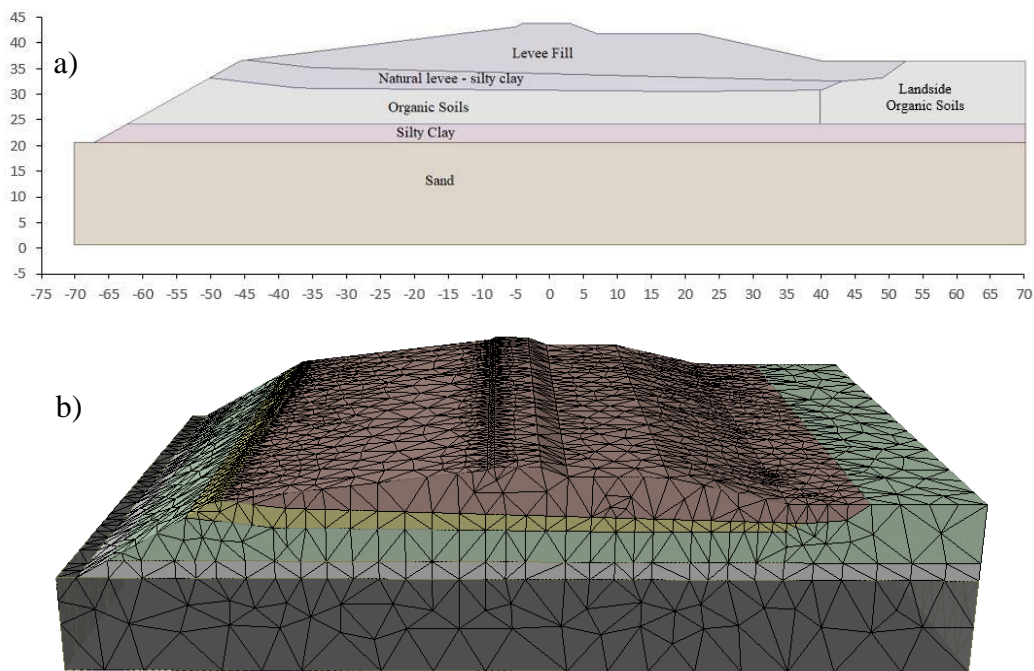 45
40
35
30
25
20
15
10
5
0
-5
a)
Levee Fill
Natural levee - silty clay
Organic Soils
Landside
Organic Soils
Silty Clay
Sand
-75 -70 -65 -60 -55 -50 -45 -40 -35 -30 -25 -20 -15 -10 -5 0 5 10 15 20 25 30 35 40 45 50 55 60 65 70
b)